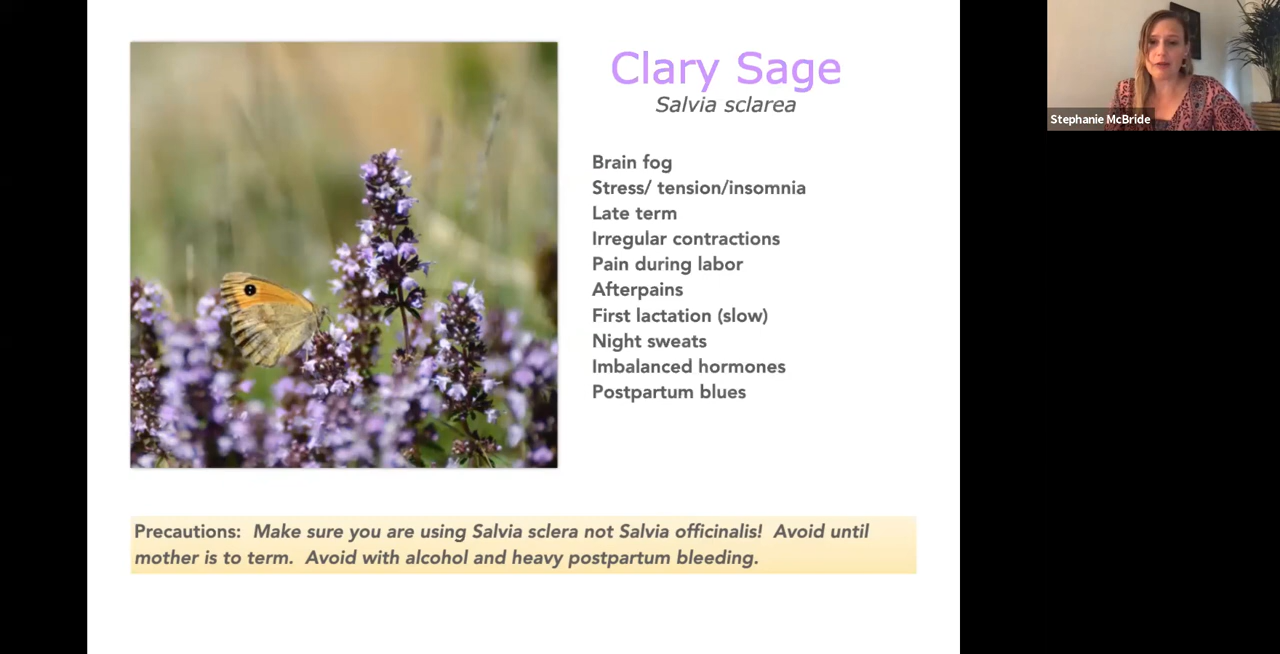 Clary Sage
Salvia sclarea
Stephanie McBride
Brain fog
Stress/ tension/insomnia
Late term
Irregular contractions
Pain during labor
Afterpains
First lactation (slow)
Night sweats
Imbalanced hormones
Postpartum blues
Precautions: Make sure you are using Salvia sclera not Salvia officinalis! Avoid until
mother is to term. Avoid with alcohol and heavy postpartum bleeding.